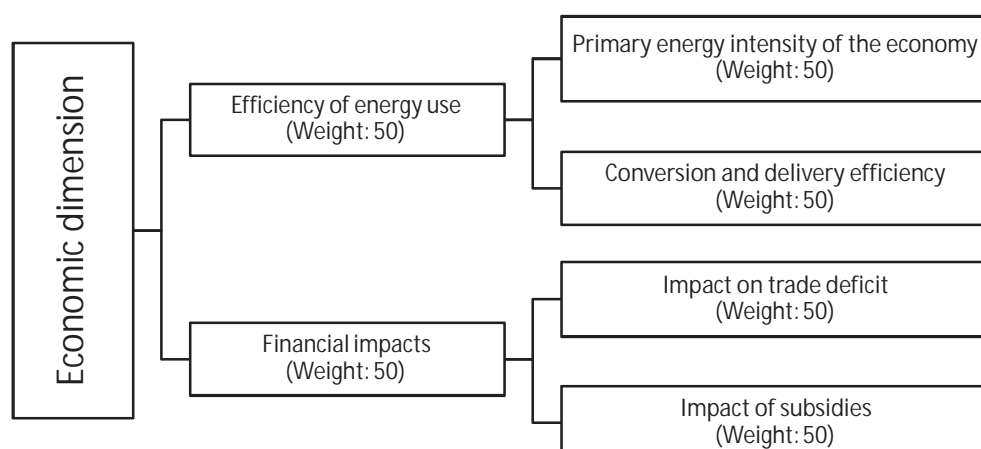 Economic dimension
Efficiency of energy use
(Weight: 50)
Primary energy intensity of the economy
(Weight: 50)
Conversion and delivery efficiency
(Weight: 50)
Financial impacts
(Weight: 50)
Impact on trade deficit
(Weight: 50)
Impact of subsidies
(Weight: 50)